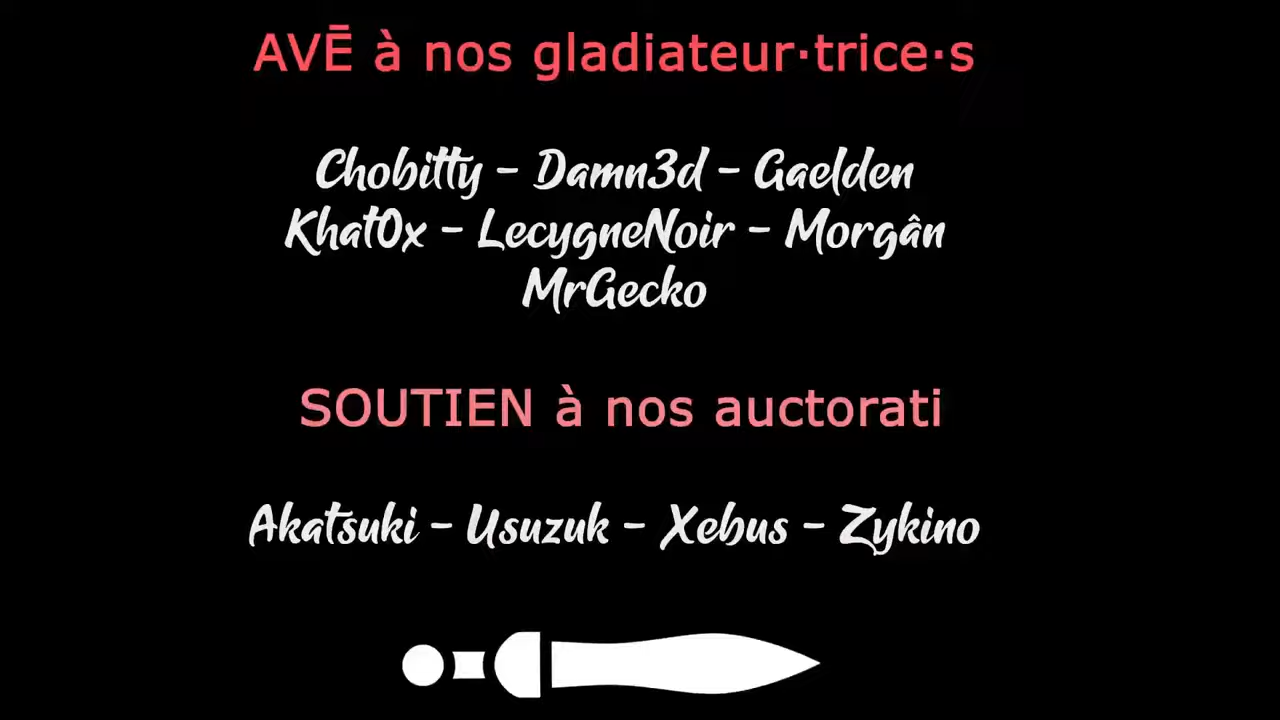 AVĒ à nos gladiateur·trice·s
Chobitty - Damn3d - Gaelden
Khat0x - LecygneNoir - Morgân
MrGecko
SOUTIEN à nos auctorati
Akatsuki - Usuzuk - Xebus - Zykino